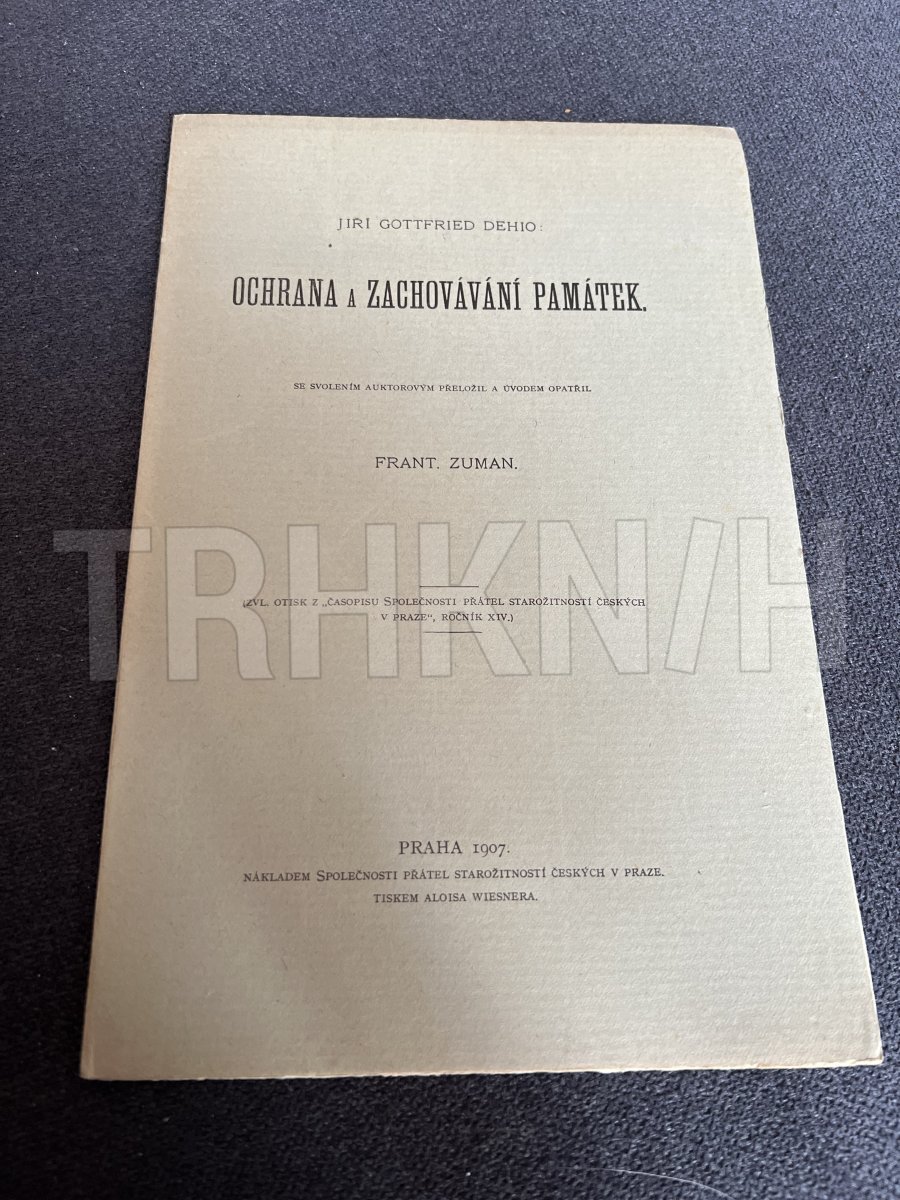 JIŘÍ GOTTFRIED DEHIO:
OCHRANA A ZACHOVÁVÁNÍ PAMÁTEK.
SE SVOLENÍM AUKTOROVÝM PŘELOŽIL A ÚVODEM OPATŘIL
FRANT. ZUMAN.
TRHKN/H
(ZVL. OTISK Z „ČASOPISU SPOLEČNOSTI PŘÁTEL STAROŽITNOSTÍ ČESKÝCH
V PRAZE“, ROČNÍK XIV.)
PRAHA 1907.
NÁKLADEM SPOLEČNOSTI PŘÁTEL STAROŽITNOSTÍ ČESKÝCH V PRAZE.
TISKEM ALOISA WIESNERA.